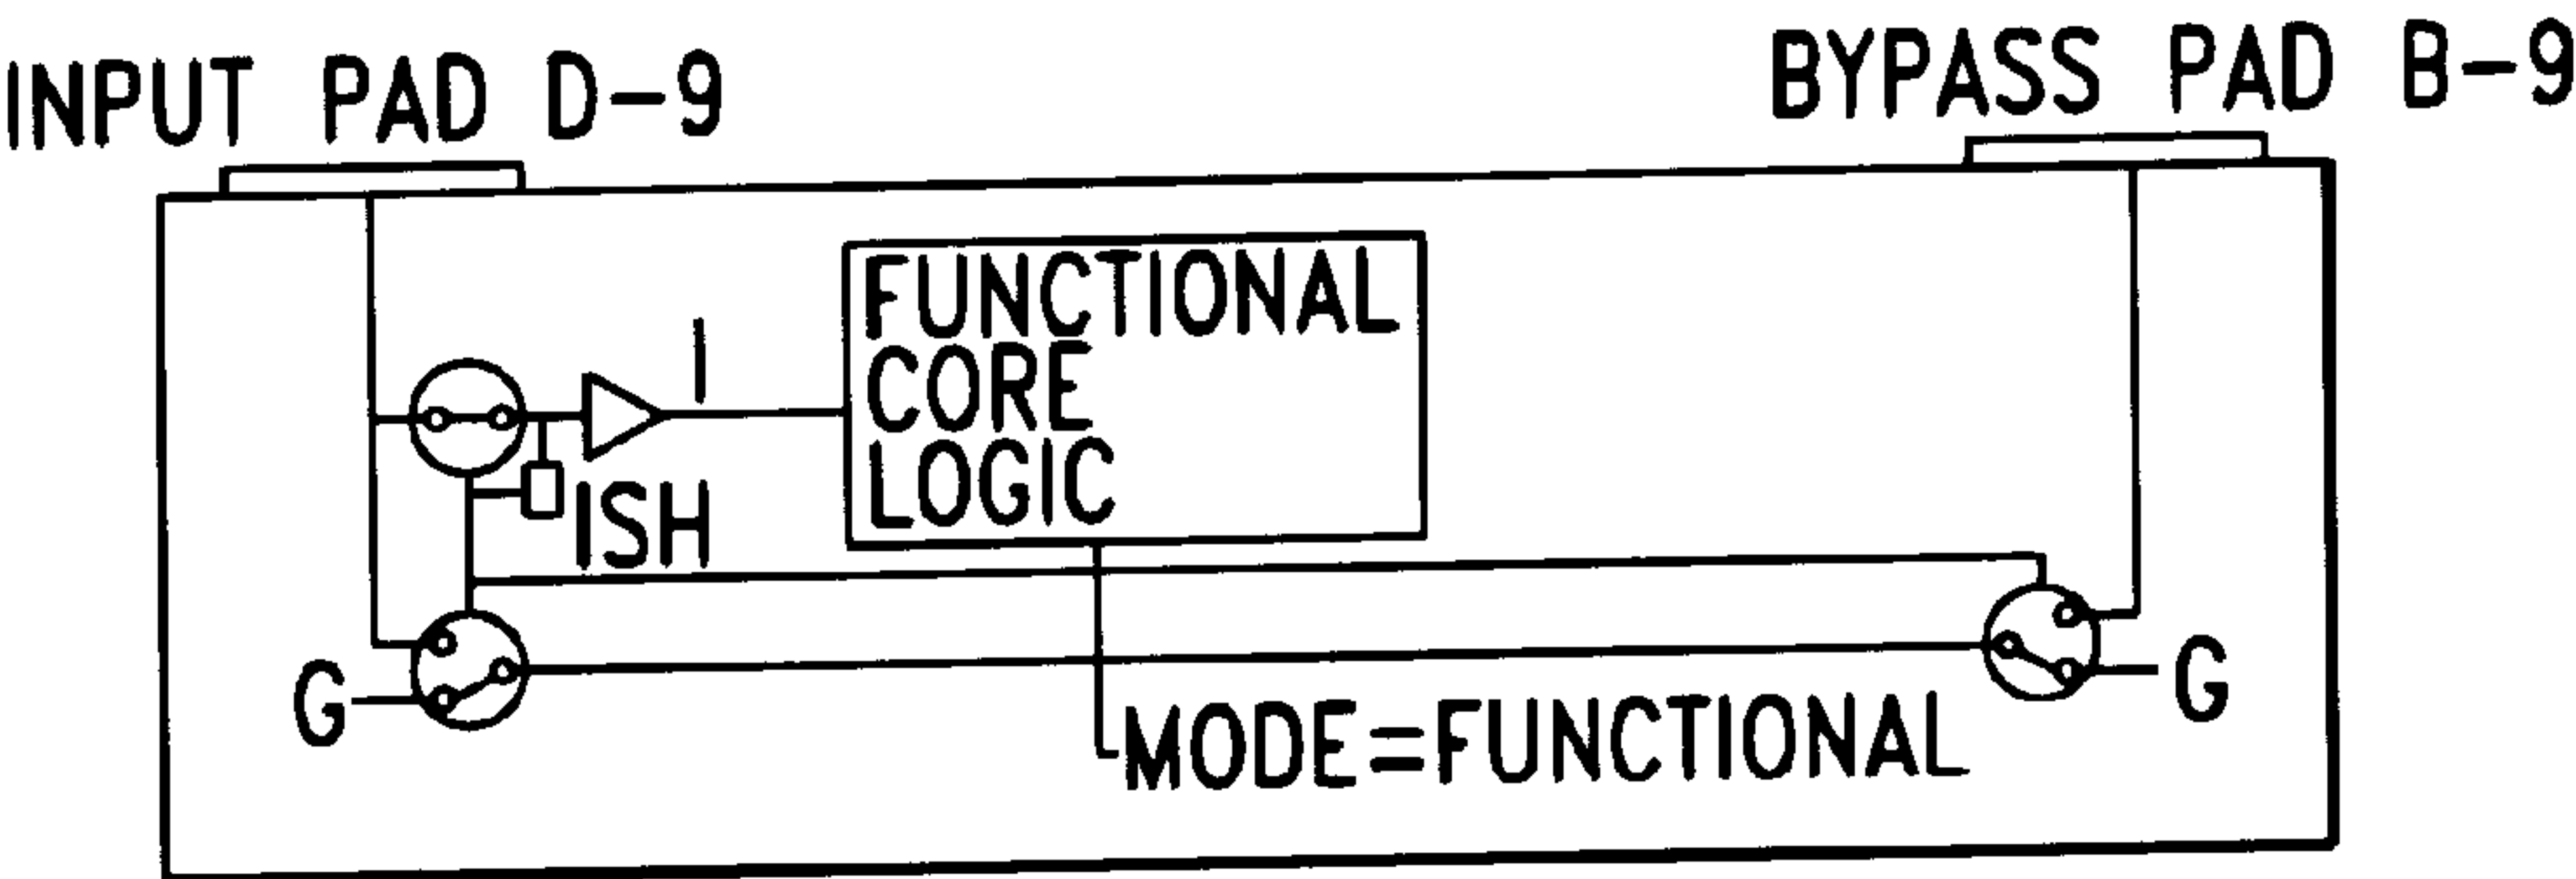 INPUT PAD D-9
BYPASS PAD B-9
I
FUNCTIONAL
CORE
LOGIC
ISH
G
G
MODE=FUNCTIONAL